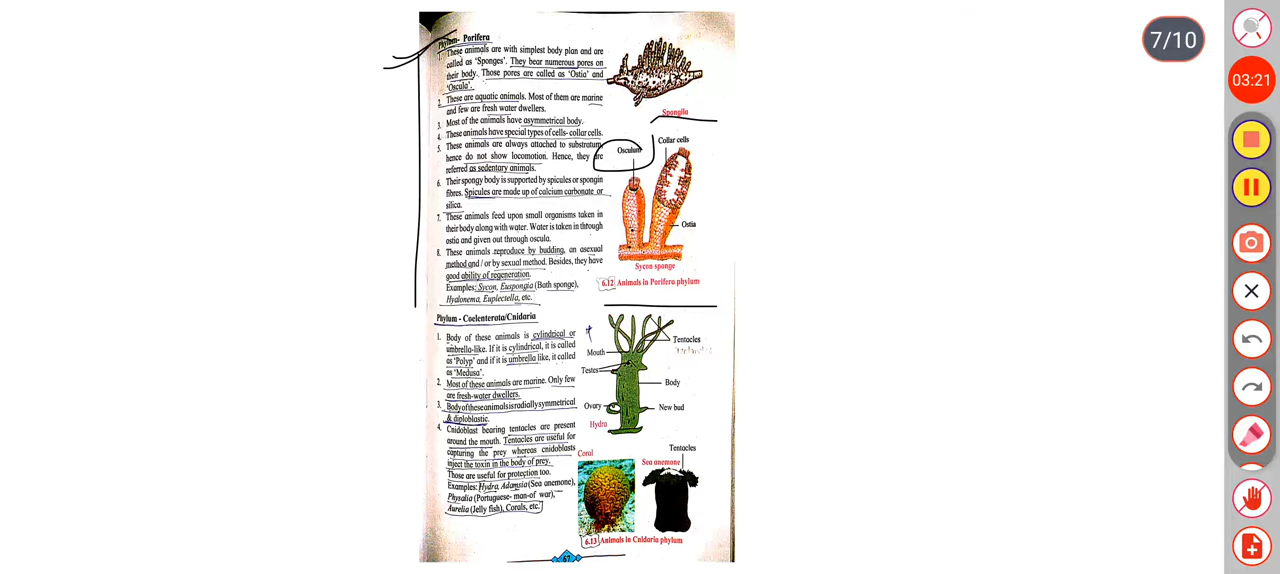 7/10
03:21
Phylum- Porifera
1. These animals are with simplest body plan and are
called as 'Sponges'. They bear numerous pores on
their body. Those pores are called as 'Ostia' and
'Oscula'.
2. These are aquatic animals. Most of them are marine
and few are fresh water dwellers.
3. Most of the animals have asymmetrical body.
4. These animals have special types of cells- collar cells.
5. These animals are always attached to substratum,
hence do not show locomotion. Hence, they are
referred as sedentary animals.
6. Their spongy body is supported by spicules or spongin
fibres. Spicules are made up of calcium carbonate or
silica.
7. These animals feed upon small organisms taken in
their body along with water. Water is taken in through
ostia and given out through oscula.
8. These animals reproduce by budding, an asexual
method and / or by sexual method. Besides, they have
good ability of regeneration.
Examples: Sycon, Euspongia (Bath sponge),
Hyalonema, Euplectella, etc.
Spongilla
Osculum
Collar cells
Ostia
Sycon sponge
6.12 Animals in Porifera phylum
Phylum - Coelenterata/Cnidaria
1. Body of these animals is cylindrical or
umbrella-like. If it is cylindrical, it is called
as 'Polyp' and if it is umbrella like, it called
as 'Medusa'.
2. Most of these animals are marine. Only few
are fresh-water dwellers.
3. Body of these animals is radially symmetrical
& diploblastic.
4. Cnidoblast bearing tentacles are present
around the mouth. Tentacles are useful for
capturing the prey whereas cnidoblasts
inject the toxin in the body of prey.
Those are useful for protection too.
Examples: Hydra, Adamsia (Sea anemone),
Physalia (Portuguese- man-of war),
Aurelia (Jelly fish), Corals, etc.
Tentacles
Mouth
Testes
Body
Ovary
New bud
Hydra
Coral
Tentacles
Sea anemone
6.13 Animals in Cnidaria phylum
67